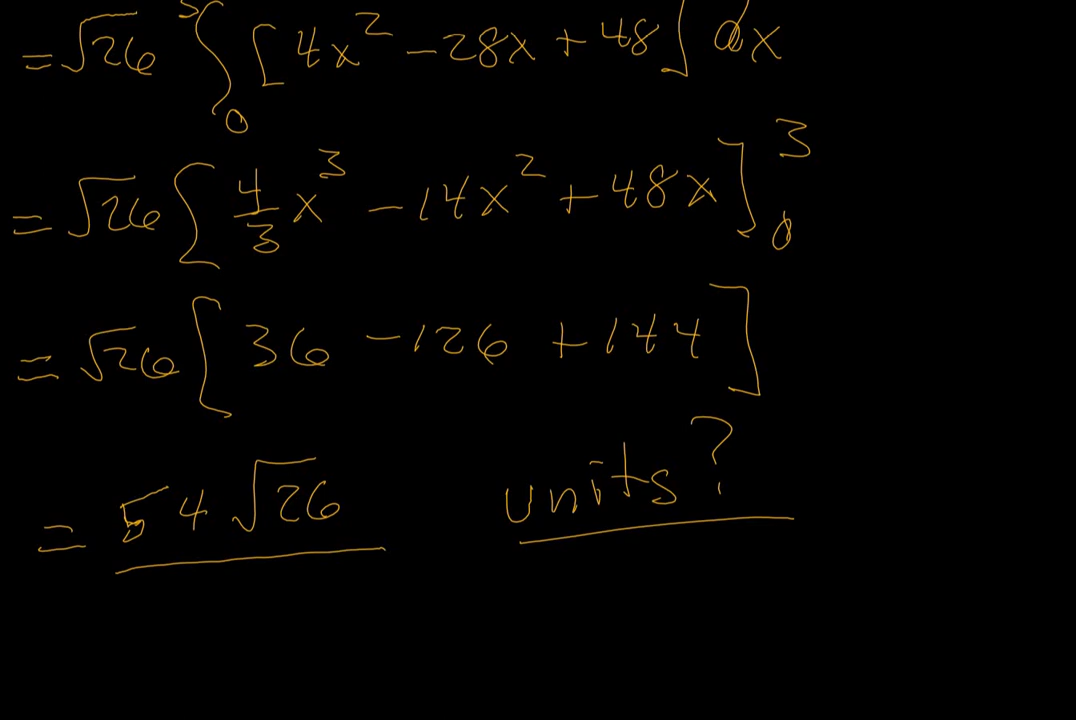 = √26 ∫₀³ [4x² - 28x + 48] dx
= √26 [ 4/3 x³ - 14x² + 48x ]₀³
= √26 [ 36 - 126 + 144 ]
= 54 √26 units?